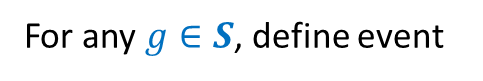 For any g ∈ S, define event